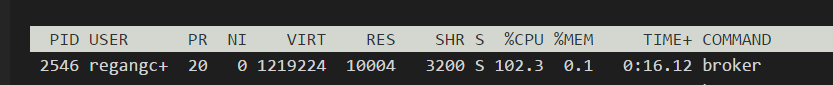 PID USER PR NI VIRT RES SHR S %CPU %MEM TIME+ COMMAND
2546 regangc+ 20 0 1219224 10004 3200 S 102.3 0.1 0:16.12 broker